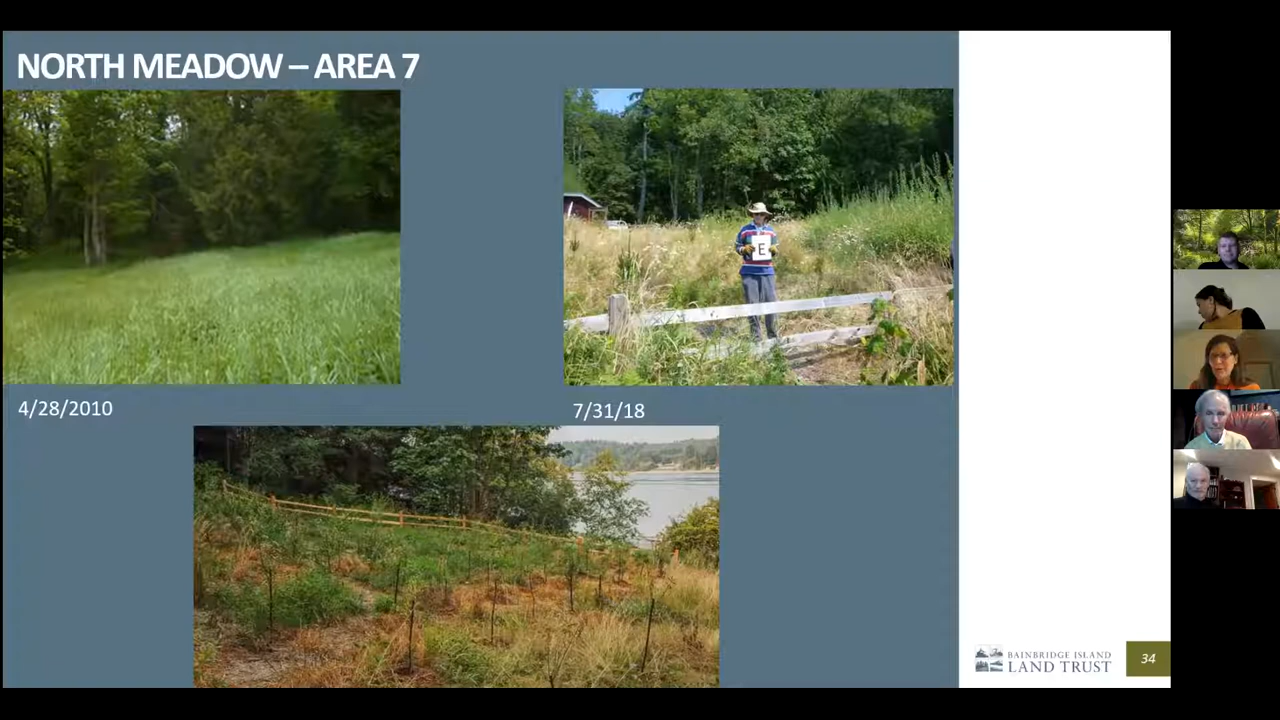 NORTH MEADOW – AREA 7
E
4/28/2010
7/31/18
BAINBRIDGE ISLAND
LAND TRUST
34